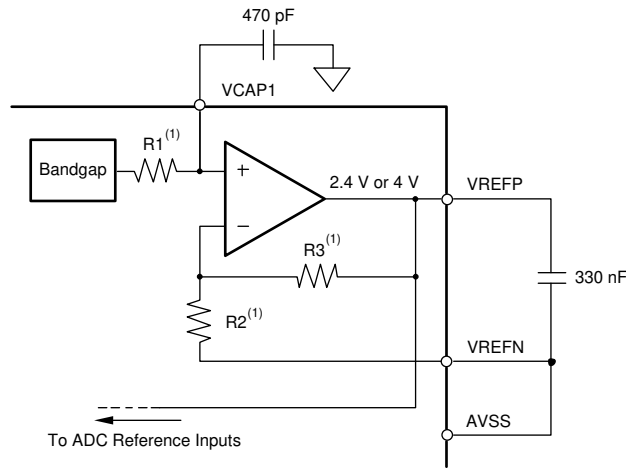 470 pF
VCAP1
R1(1)
Bandgap
+
2.4 V or 4 V
VREFP
−
R3(1)
330 nF
R2(1)
VREFN
AVSS
To ADC Reference Inputs